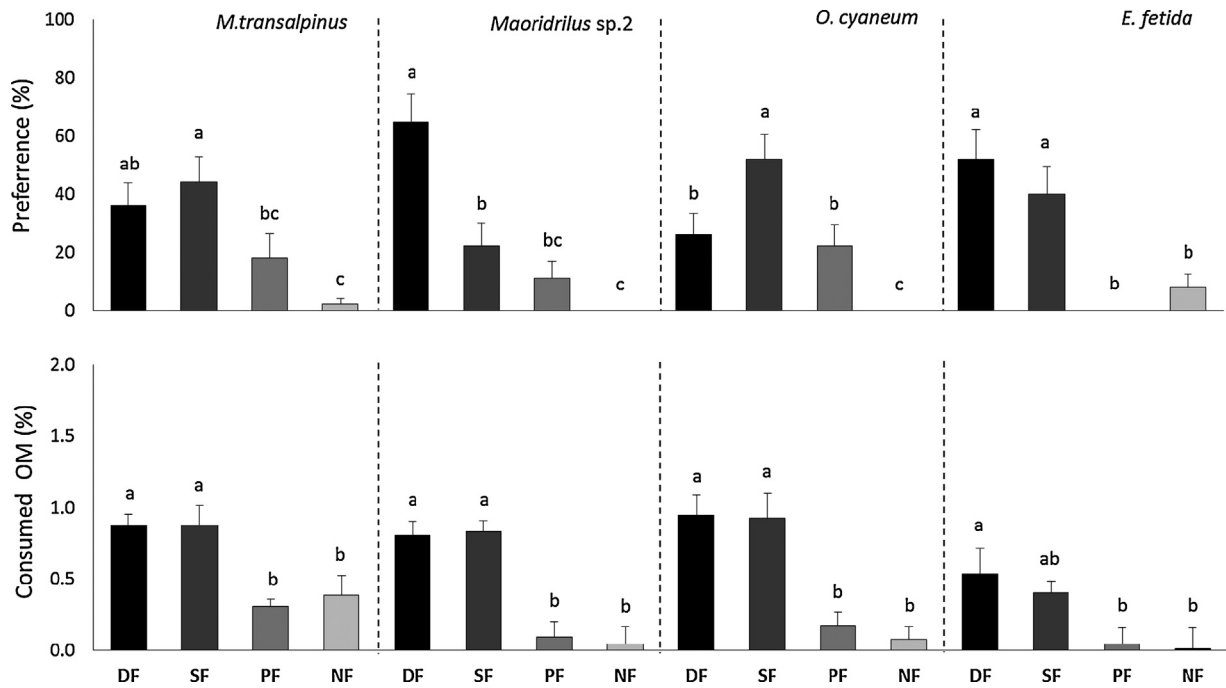 M.transalpinus Maoridrilus sp.2 O. cyaneum E. fetida
Preferrence (%)
100
80
60
40
20
0
ab a bc c a b bc c b a b c a a b b
Consumed OM (%)
2.0
1.5
1.0
0.5
0.0
a a b b a a b b a a b b a ab b b
DF SF PF NF DF SF PF NF DF SF PF NF DF SF PF NF